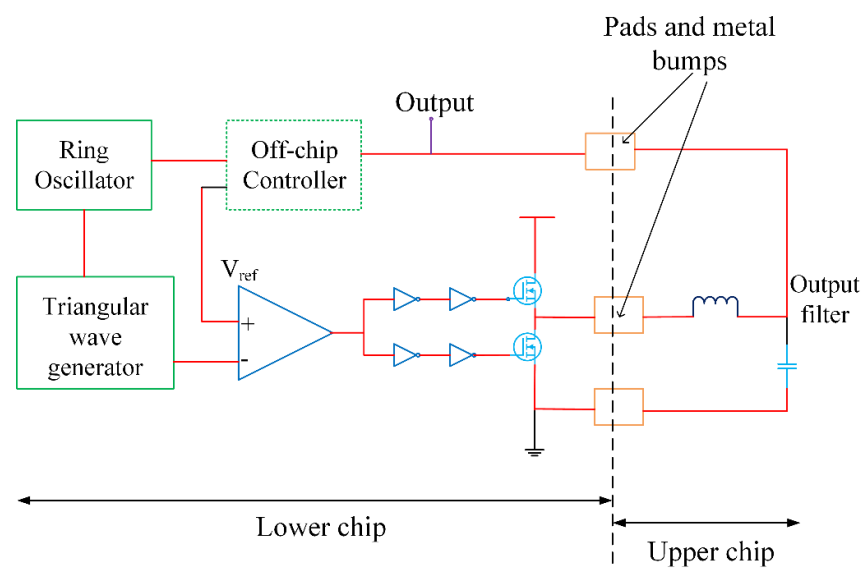 Pads and metal
bumps
Output
Ring
Oscillator
Off-chip
Controller
Vref
Triangular
wave
generator
+
-
Output
filter
Lower chip
Upper chip